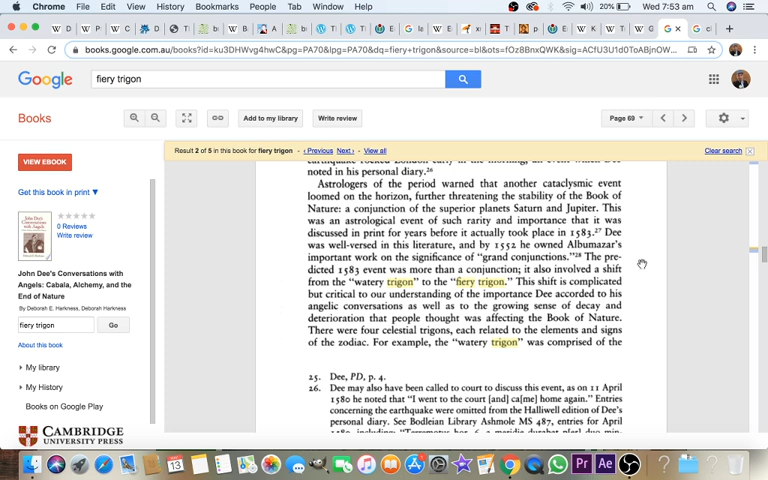 Chrome File Edit View History Bookmarks People Tab Window Help 20% Wed 7:53 am
books.google.com.au/books?id=ku3DHWvg4hwC&pg=PA70&lpg=PA70&dq=fiery+trigon&source=bl&ots=fOz8BnxQWK&sig=ACfU3U1d0ToABjnOW...
Google fiery trigon
Books Add to my library Write review Page 69
Result 2 of 5 in this book for fiery trigon - ‹ Previous Next › - View all Clear search
VIEW EBOOK
Get this book in print ▼
0 Reviews
Write review
John Dee's Conversations with
Angels: Cabala, Alchemy, and the
End of Nature
By Deborah E. Harkness, Deborah Harkness
fiery trigon Go
About this book
My library
My History
Books on Google Play
CAMBRIDGE
UNIVERSITY PRESS
noted in his personal diary.26
Astrologers of the period warned that another cataclysmic event
loomed on the horizon, further threatening the stability of the Book of
Nature: a conjunction of the superior planets Saturn and Jupiter. This
was an astrological event of such rarity and importance that it was
discussed in print for years before it actually took place in 1583.27 Dee
was well-versed in this literature, and by 1552 he owned Albumazar's
important work on the significance of "grand conjunctions."28 The pre-
dicted 1583 event was more than a conjunction; it also involved a shift
from the "watery trigon" to the "fiery trigon." This shift is complicated
but critical to our understanding of the importance Dee accorded to his
angelic conversations as well as to the growing sense of decay and
deterioration that people thought was affecting the Book of Nature.
There were four celestial trigons, each related to the elements and signs
of the zodiac. For example, the "watery trigon" was comprised of the
25. Dee, PD, p. 4.
26. Dee may also have been called to court to discuss this event, as on 11 April
1580 he noted that "I went to the court [and] ca[me] home again." Entries
concerning the earthquake were omitted from the Halliwell edition of Dee's
personal diary. See Bodleian Library Ashmole MS 487, entries for April